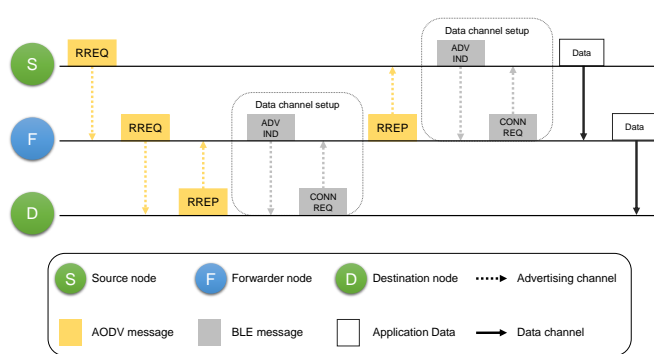 Data channel setup
S
RREQ
ADV
IND
Data
Data channel setup
F
RREQ
ADV
IND
RREP
CONN
REQ
Data
D
RREP
CONN
REQ
S
Source node
F
Forwarder node
D
Destination node
Advertising channel
AODV message
BLE message
Application Data
Data channel